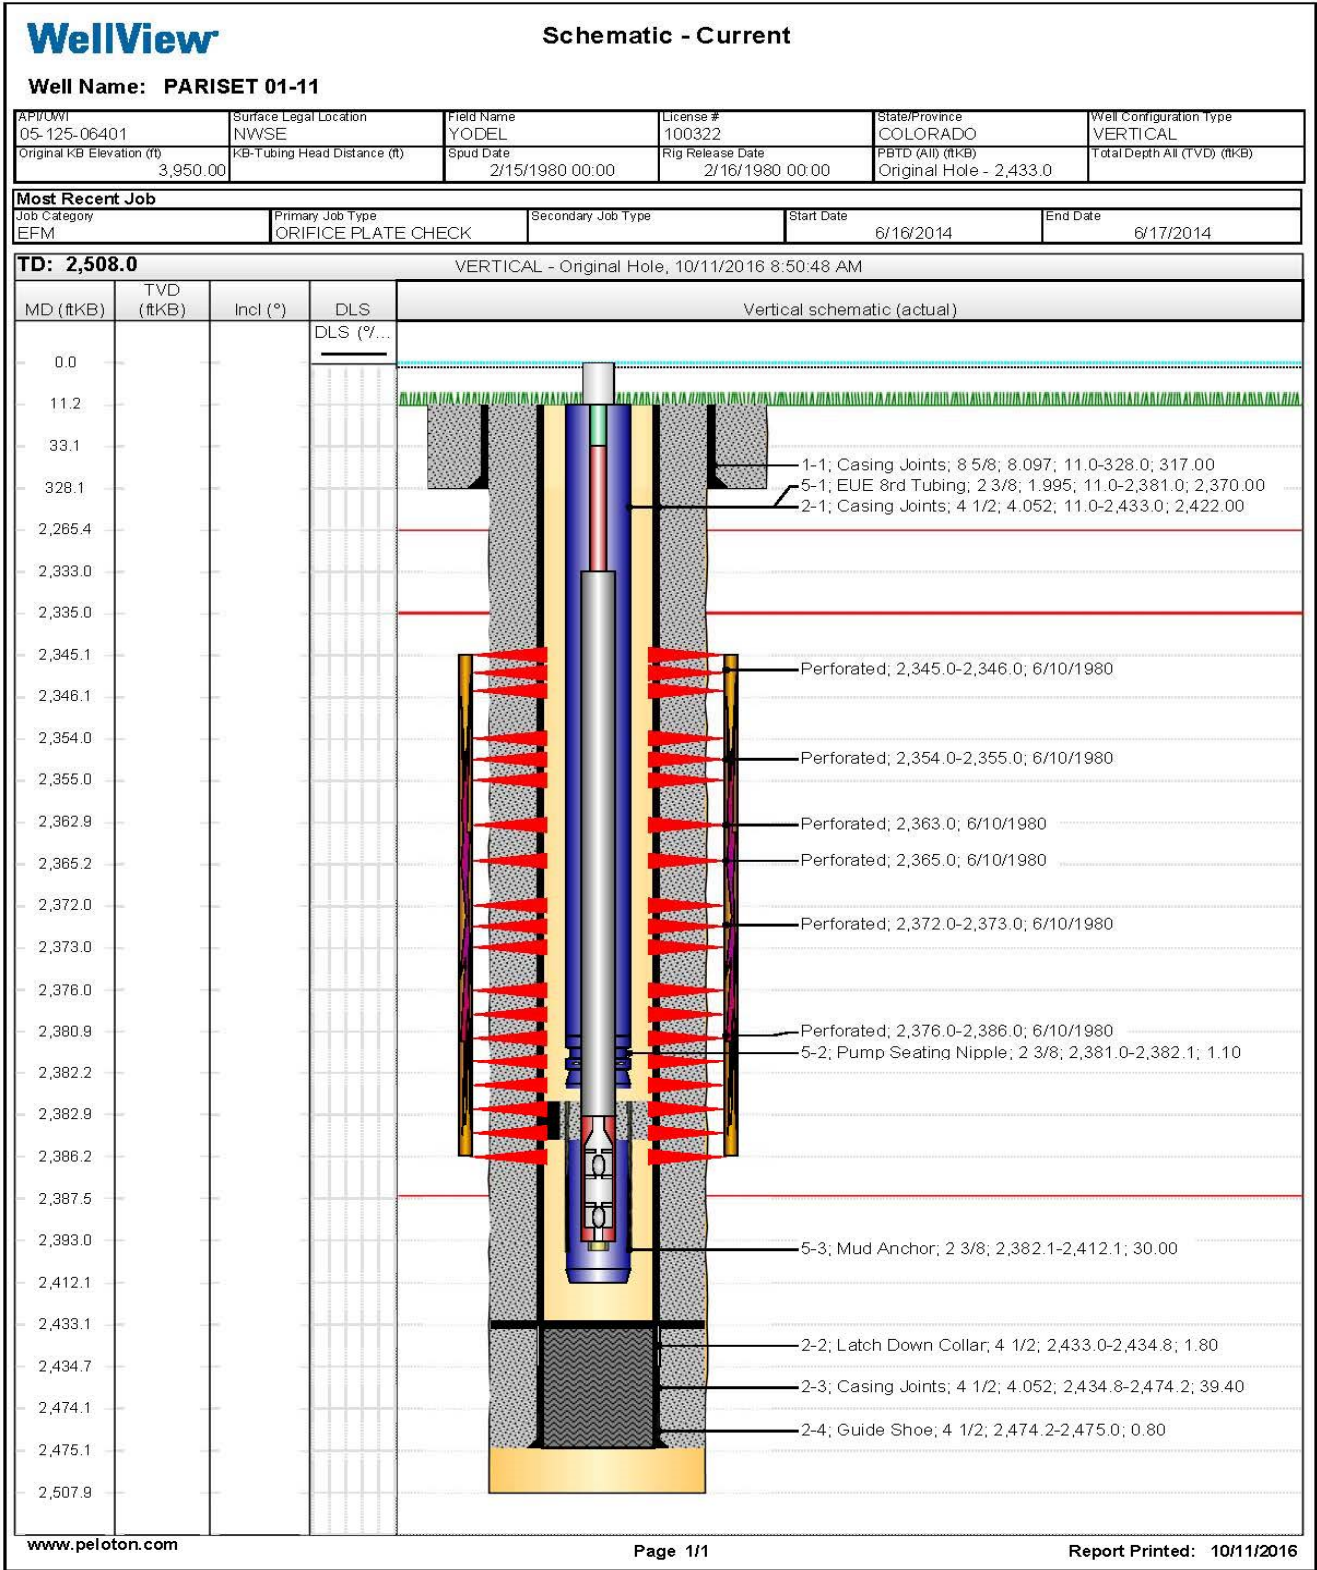 WellView®
Schematic - Current
Well Name: PARISET 01-11
API/UWI Surface Legal Location Field Name License # State/Province Well Configuration Type
05-125-06401 NWSE YODEL 100322 COLORADO VERTICAL
Original KB Elevation (ft) KB-Tubing Head Distance (ft) Spud Date Rig Release Date PBTD (All) (ftKB) Total Depth All (TVD) (ftKB)
3,950.00 2/15/1980 00:00 2/16/1980 00:00 Original Hole - 2,433.0
Most Recent Job
Job Category Primary Job Type Secondary Job Type Start Date End Date
EFM ORIFICE PLATE CHECK 6/16/2014 6/17/2014
TD: 2,508.0 VERTICAL - Original Hole, 10/11/2016 8:50:48 AM
MD (ftKB) TVD (ftKB) Incl (°) DLS Vertical schematic (actual)
DLS (°/...
0.0
11.2
33.1
1-1; Casing Joints; 8 5/8; 8.097; 11.0-328.0; 317.00
328.1
5-1; EUE 8rd Tubing; 2 3/8; 1.995; 11.0-2,381.0; 2,370.00
2-1; Casing Joints; 4 1/2; 4.052; 11.0-2,433.0; 2,422.00
2,265.4
2,333.0
2,335.0
2,345.1
Perforated; 2,345.0-2,346.0; 6/10/1980
2,346.1
2,354.0
Perforated; 2,354.0-2,355.0; 6/10/1980
2,355.0
2,362.9
Perforated; 2,363.0; 6/10/1980
2,365.2
Perforated; 2,365.0; 6/10/1980
2,372.0
Perforated; 2,372.0-2,373.0; 6/10/1980
2,373.0
2,376.0
2,380.9
Perforated; 2,376.0-2,386.0; 6/10/1980
5-2; Pump Seating Nipple; 2 3/8; 2,381.0-2,382.1; 1.10
2,382.2
2,382.9
2,386.2
2,387.5
2,393.0
5-3; Mud Anchor; 2 3/8; 2,382.1-2,412.1; 30.00
2,412.1
2,433.1
2-2; Latch Down Collar; 4 1/2; 2,433.0-2,434.8; 1.80
2,434.7
2-3; Casing Joints; 4 1/2; 4.052; 2,434.8-2,474.2; 39.40
2,474.1
2-4; Guide Shoe; 4 1/2; 2,474.2-2,475.0; 0.80
2,475.1
2,507.9
www.peloton.com Page 1/1 Report Printed: 10/11/2016